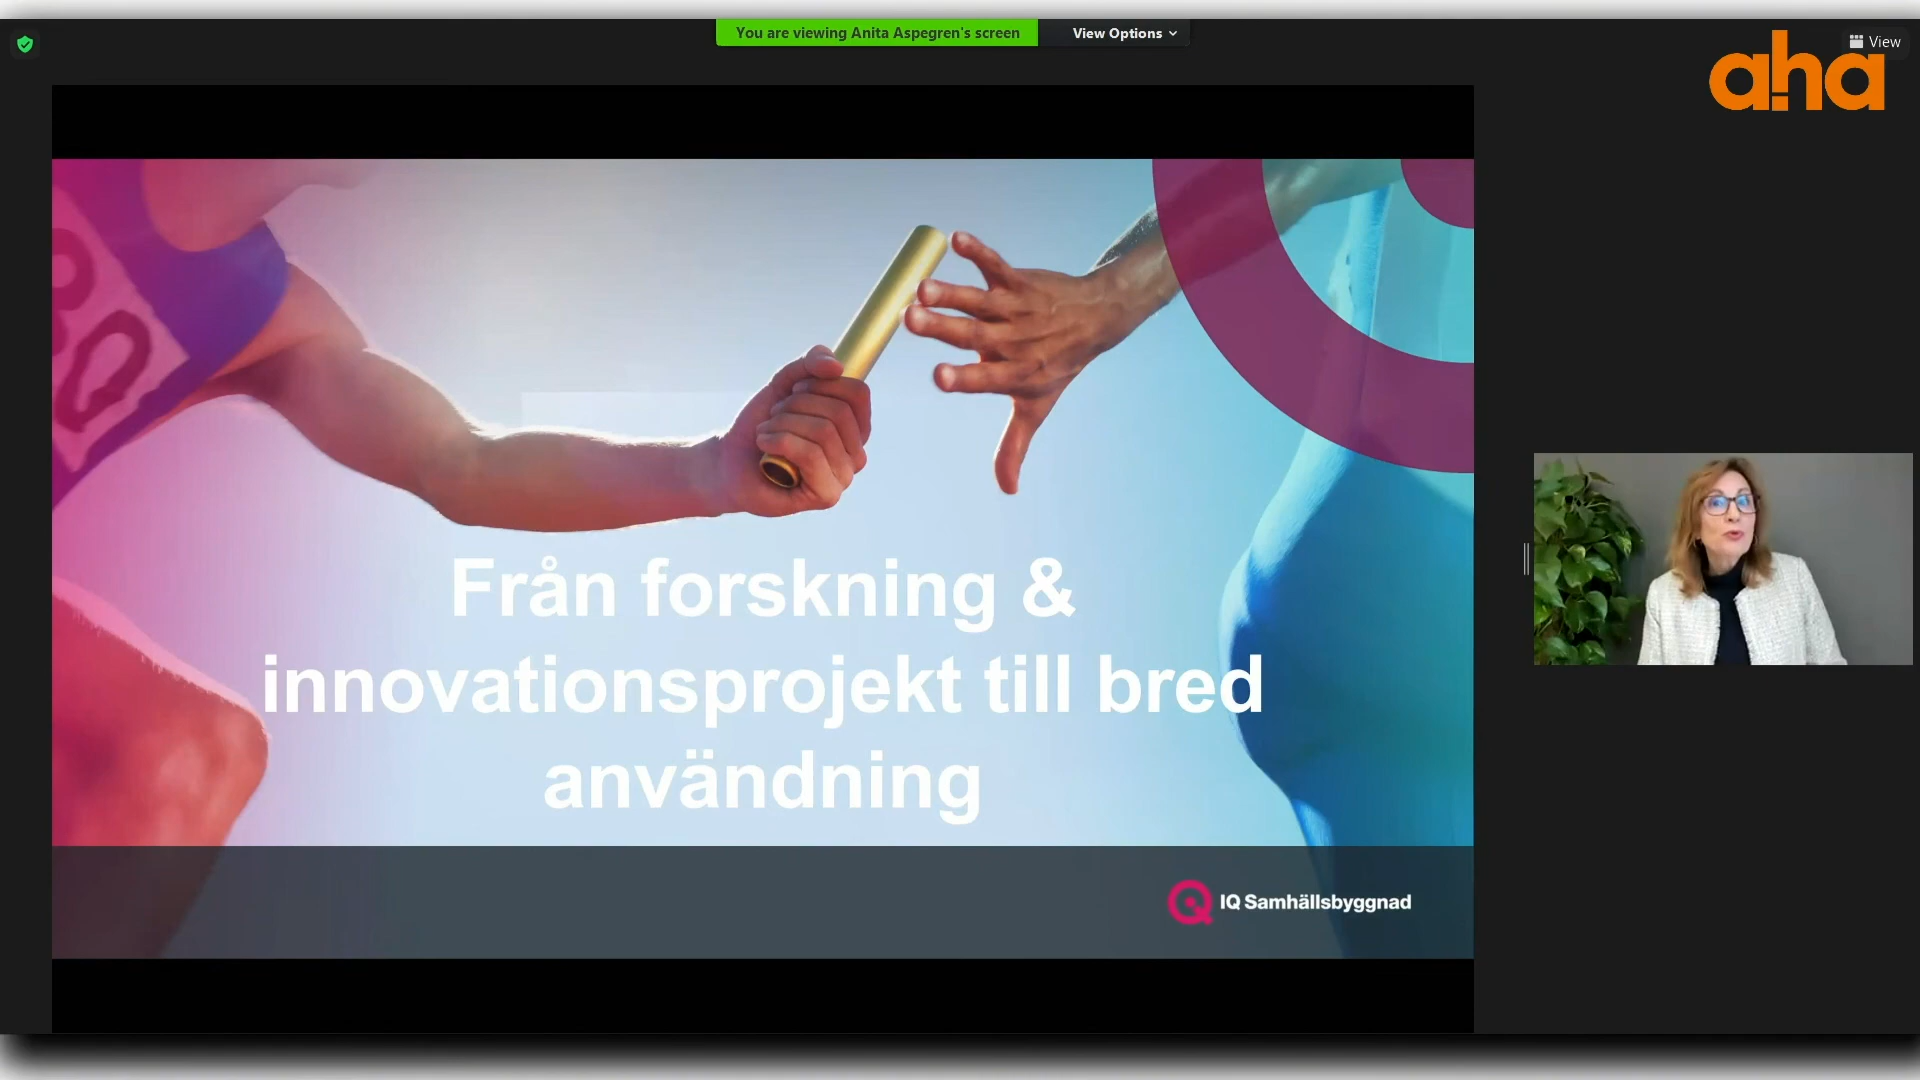 You are viewing Anita Aspegren's screen
View Options
View
aha
Från forskning &
innovationsprojekt till bred
användning
IQ Samhällsbyggnad